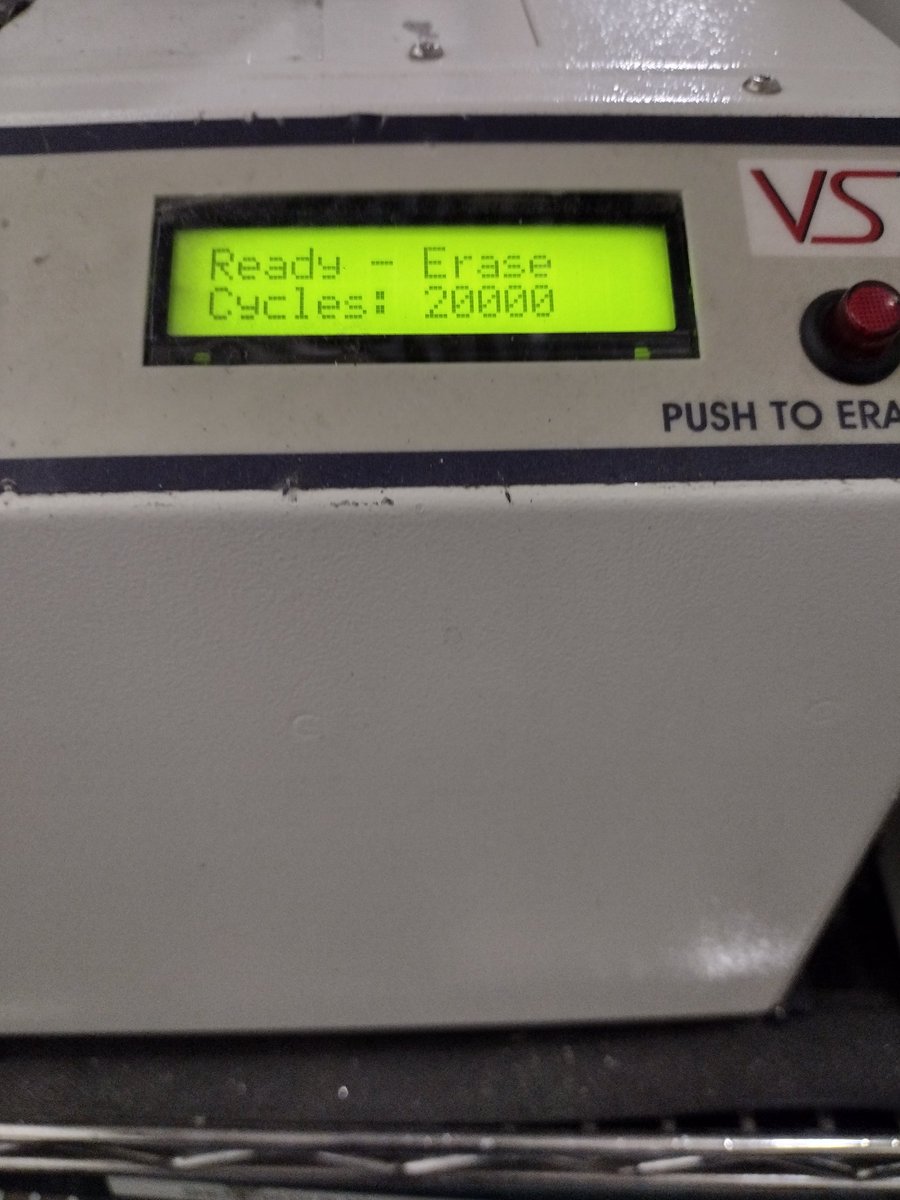 Ready - Erase
Cycles: 20000
VS
PUSH TO ERA